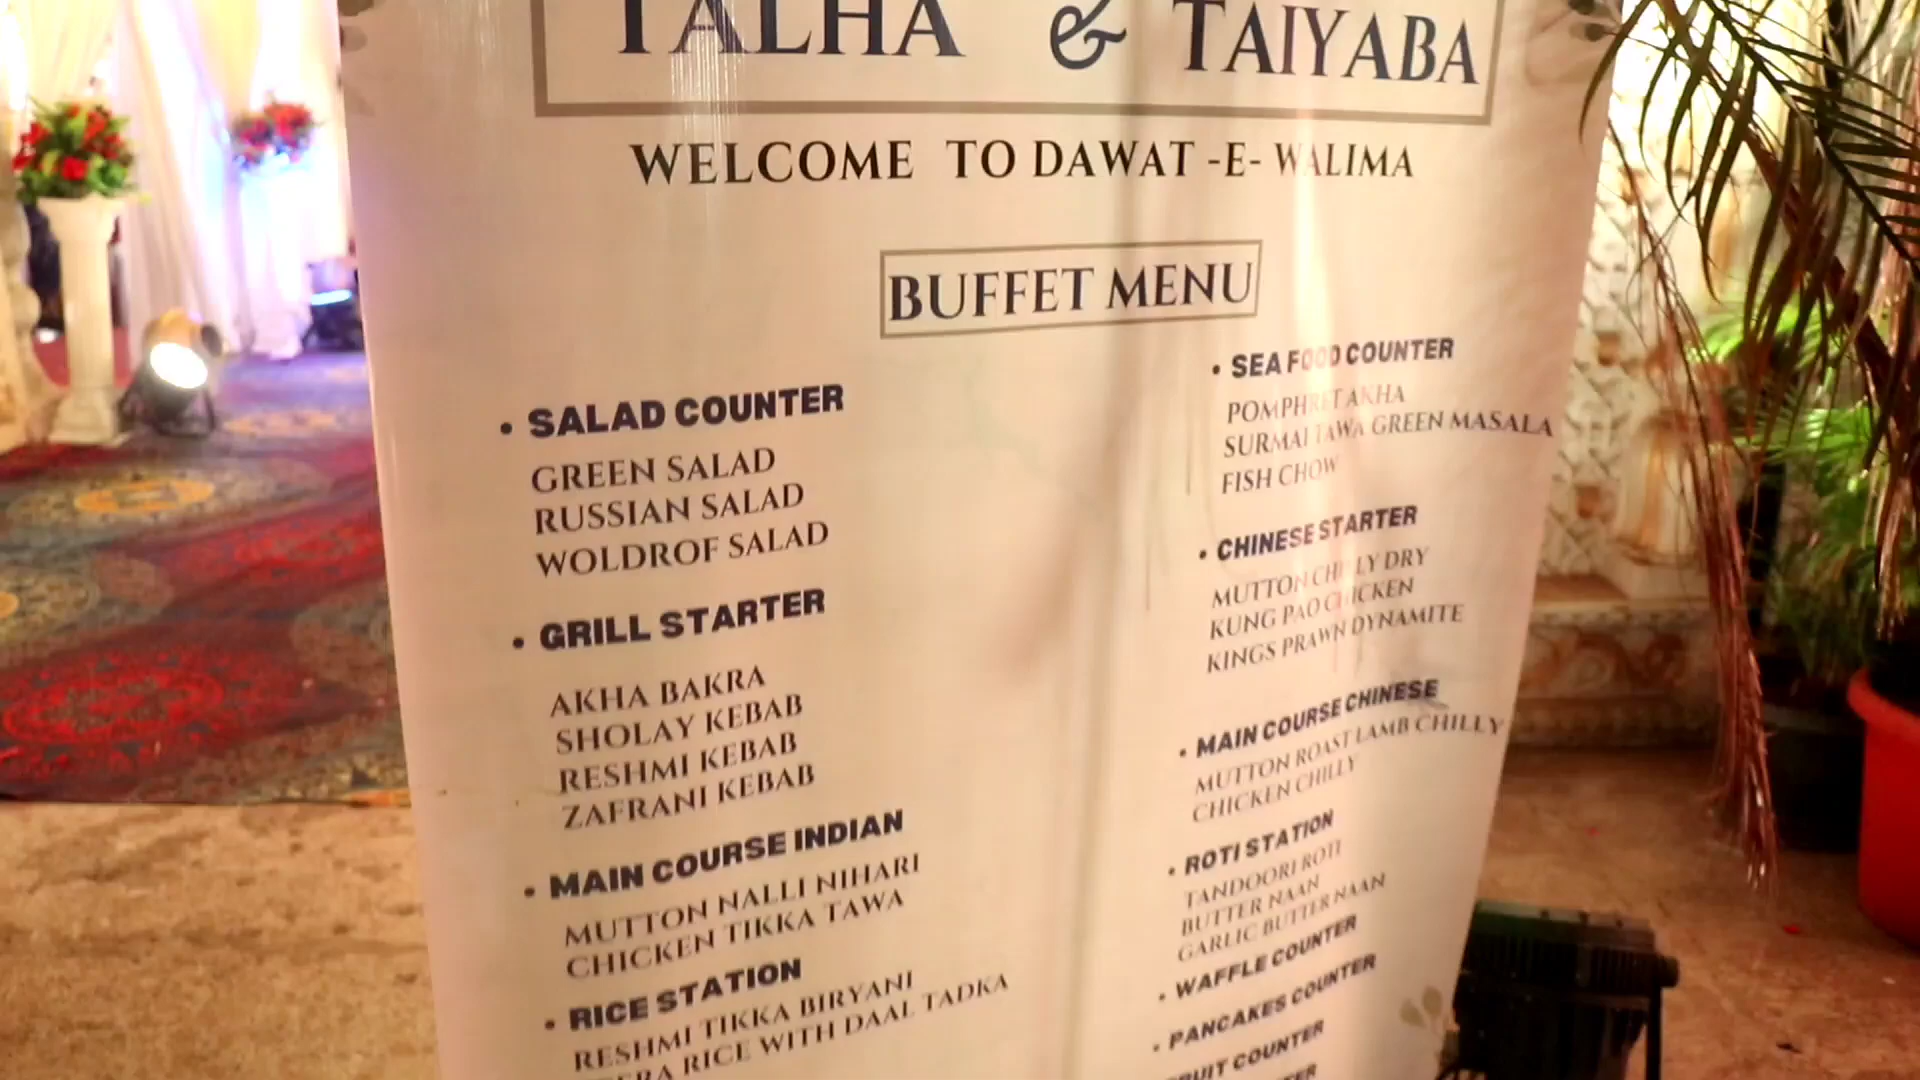 TALHA & TAIYABA
WELCOME TO DAWAT -E- WALIMA
BUFFET MENU
• SALAD COUNTER
GREEN SALAD
RUSSIAN SALAD
WOLDROF SALAD
• GRILL STARTER
AKHA BAKRA
SHOLAY KEBAB
RESHMI KEBAB
ZAFRANI KEBAB
• MAIN COURSE INDIAN
MUTTON NALLI NIHARI
CHICKEN TIKKA TAWA
• RICE STATION
RESHMI TIKKA BIRYANI
RICE WITH DAAL TADKA
• SEA FOOD COUNTER
POMPHRET AKHA
SURMAI TAWA GREEN MASALA
FISH CHOW
• CHINESE STARTER
MUTTON CHILLY DRY
KUNG PAO CHICKEN
KINGS PRAWN DYNAMITE
• MAIN COURSE CHINESE
MUTTON ROAST LAMB CHILLY
CHICKEN CHILLY
• ROTI STATION
TANDOORI ROTI
BUTTER NAAN
GARLIC BUTTER NAAN
• WAFFLE COUNTER
• PANCAKES COUNTER
COUNTER